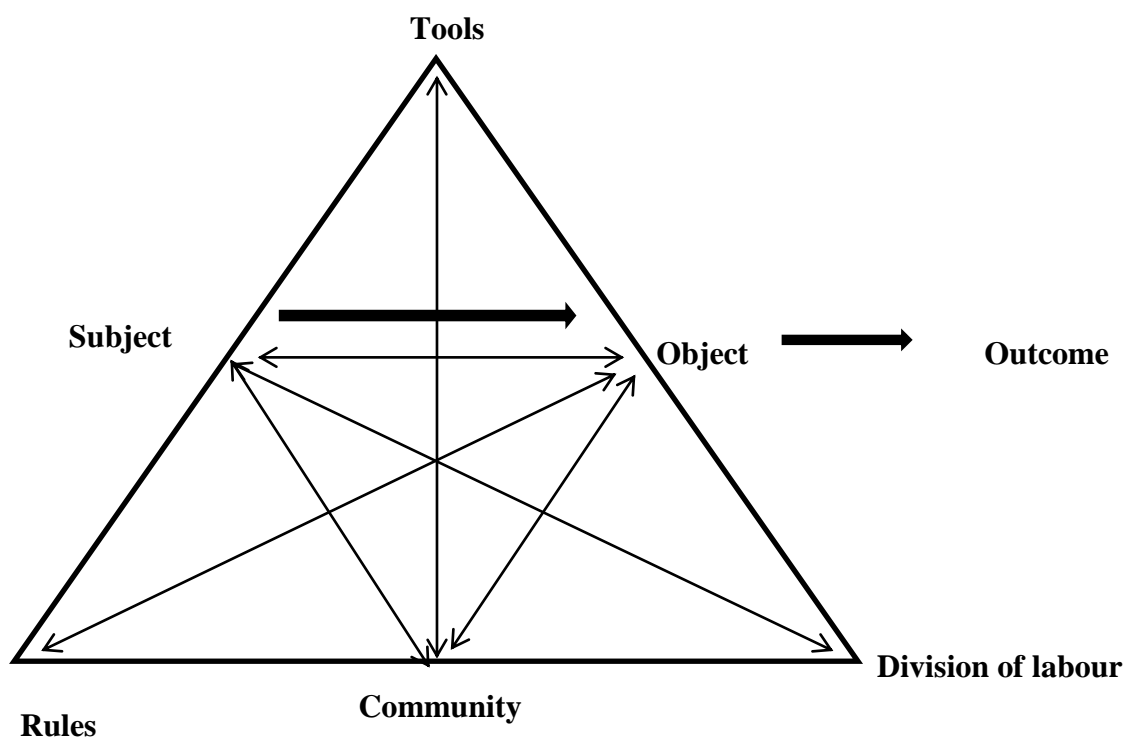 Tools
Subject
Object
Outcome
Division of labour
Community
Rules